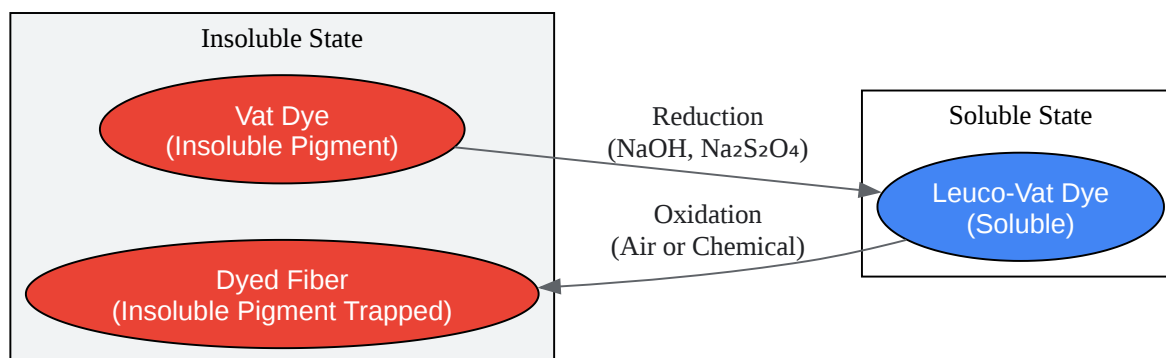 Insoluble State
Vat Dye
(Insoluble Pigment)
Reduction
(NaOH, Na₂S₂O₄)
Soluble State
Leuco-Vat Dye
(Soluble)
Oxidation
(Air or Chemical)
Dyed Fiber
(Insoluble Pigment Trapped)